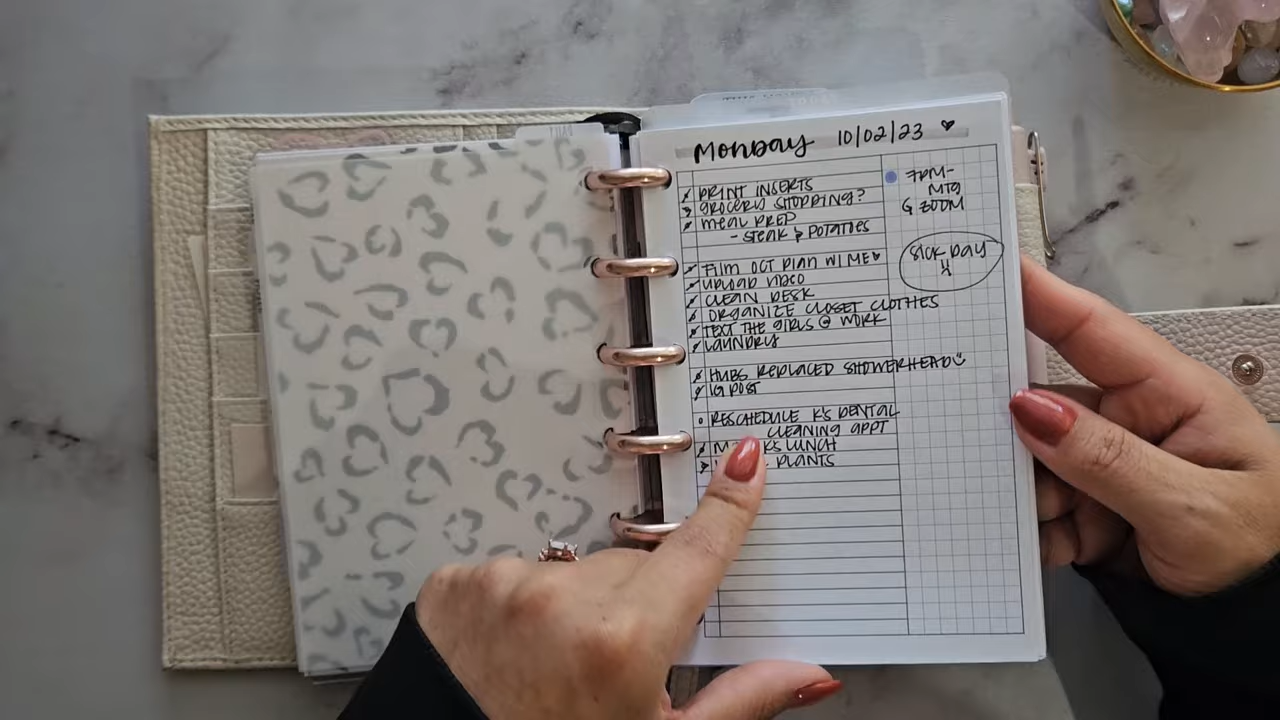 Monday 10/02/23
PRINT INSERTS
GROCERY SHOPPING?
MEAL PREP
- STEAK & POTATOES
FILM OCT PLAN W/ ME
UPLOAD VIDEO
CLEAN DESK
ORGANIZE CLOSET CLOTHES
TEXT THE GIRLS @ WORK
LAUNDRY
HUBS REPLACED SHOWERHEAD
IG POST
RESCHEDULE K'S DENTAL
CLEANING APPT
K'S LUNCH
PLANTS
7PM-
MTG
ZOOM
SICK DAY